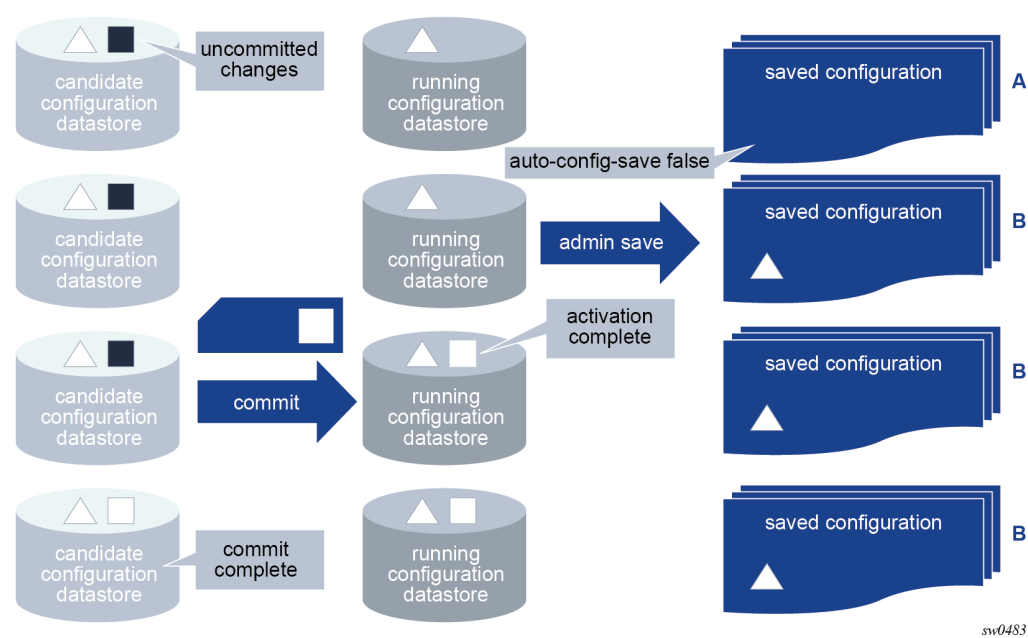 uncommitted
changes
candidate
configuration
datastore
running
configuration
datastore
saved configuration
A
auto-config-save false
candidate
configuration
datastore
running
configuration
datastore
admin save
saved configuration
B
activation
complete
candidate
configuration
datastore
commit
running
configuration
datastore
saved configuration
B
candidate
configuration
datastore
commit
complete
running
configuration
datastore
saved configuration
B
sw0483